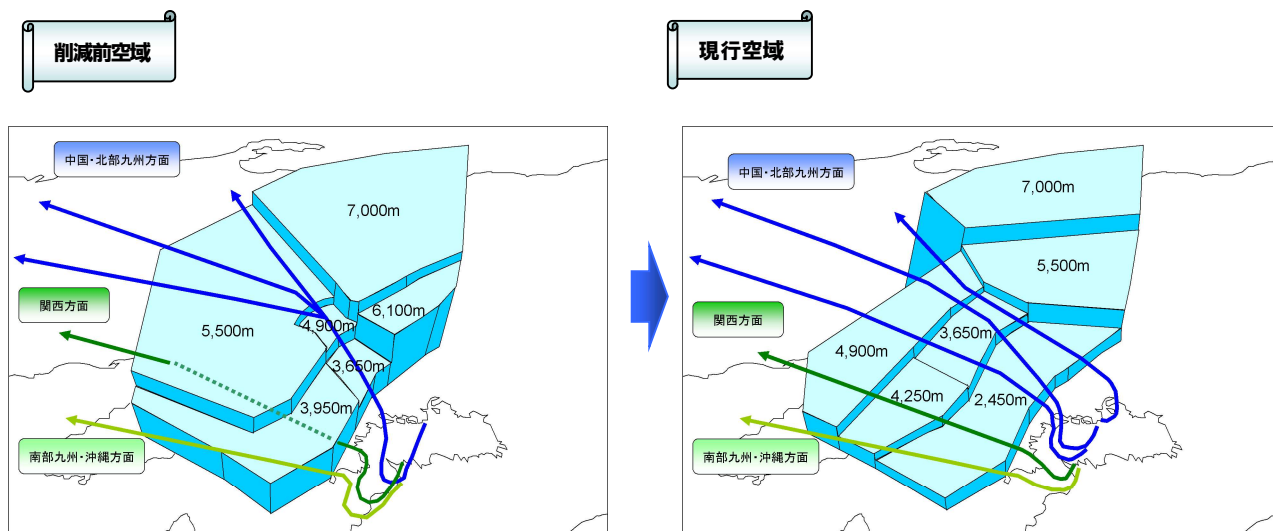 削減前空域
現行空域
中国・北部九州方面
7,000m
6,100m
関西方面
4,900m
5,500m
3,650m
3,950m
南部九州・沖縄方面
中国・北部九州方面
7,000m
5,500m
関西方面
3,650m
4,900m
4,250m
2,450m
南部九州・沖縄方面